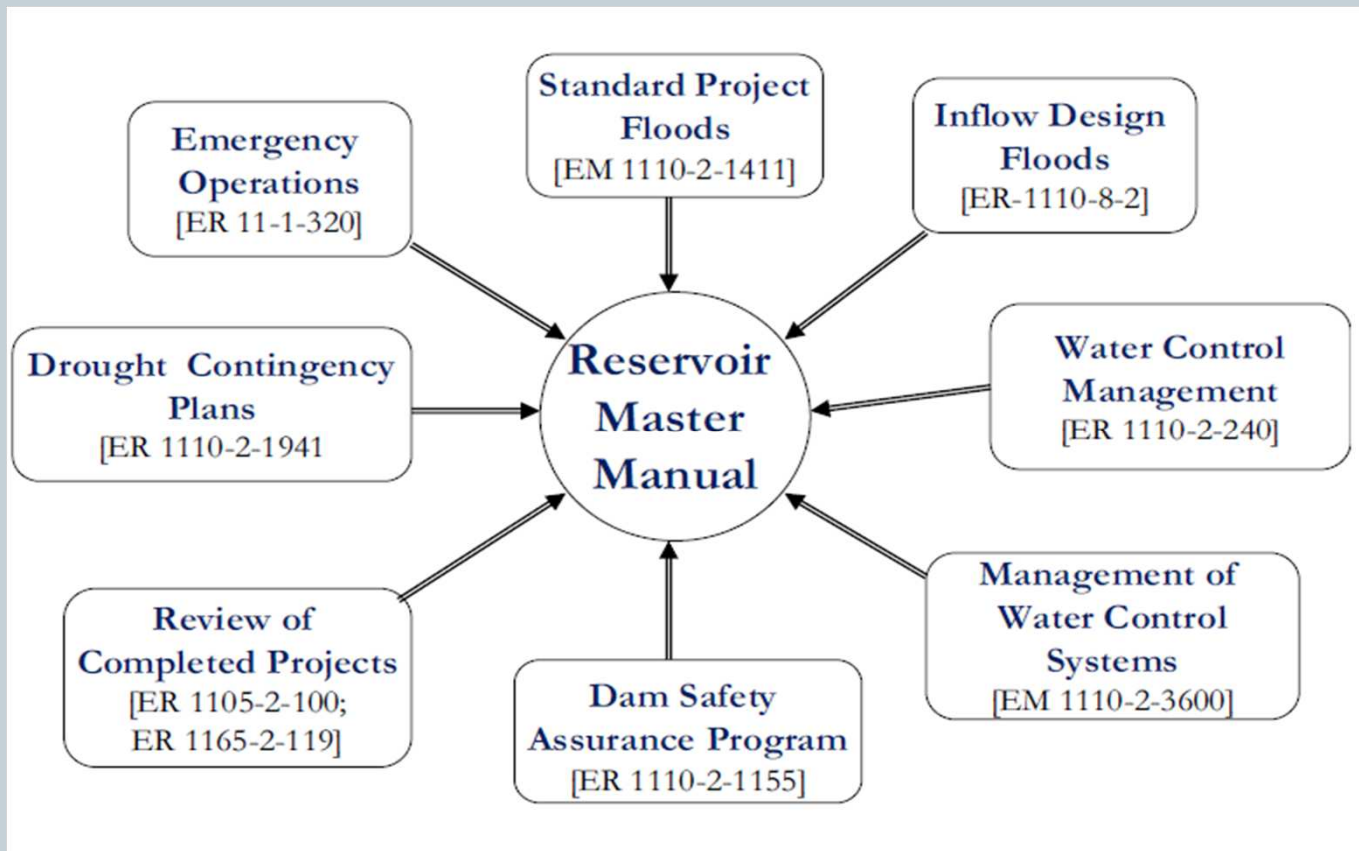 Standard Project
Floods
[EM 1110-2-1411]
Inflow Design
Floods
[ER-1110-8-2]
Emergency
Operations
[ER 11-1-320]
Water Control
Management
[ER 1110-2-240]
Reservoir
Master
Manual
Drought Contingency
Plans
[ER 1110-2-1941
Management of
Water Control
Systems
[EM 1110-2-3600]
Review of
Completed Projects
[ER 1105-2-100;
ER 1165-2-119]
Dam Safety
Assurance Program
[ER 1110-2-1155]